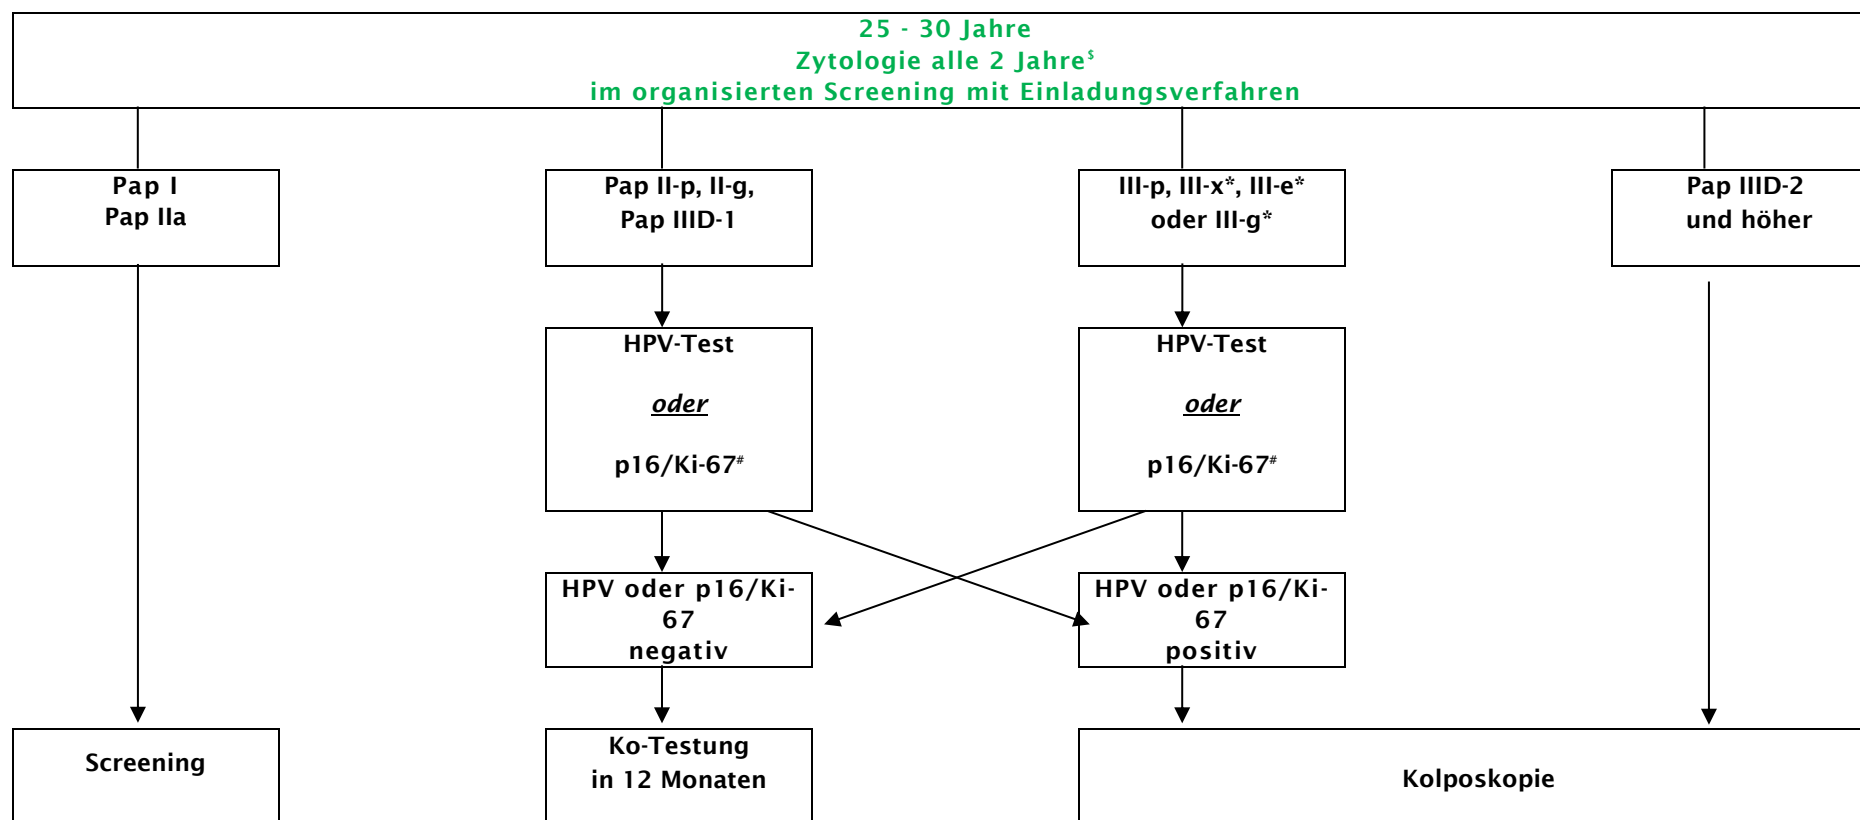 25 - 30 Jahre
Zytologie alle 2 Jahre$
im organisierten Screening mit Einladungsverfahren
Pap I
Pap IIa
Pap II-p, II-g,
Pap IIID-1
III-p, III-x*, III-e*
oder III-g*
Pap IIID-2
und höher
HPV-Test
oder
p16/Ki-67#
HPV-Test
oder
p16/Ki-67#
HPV oder p16/Ki-
67
negativ
HPV oder p16/Ki-
67
positiv
Screening
Ko-Testung
in 12 Monaten
Kolposkopie